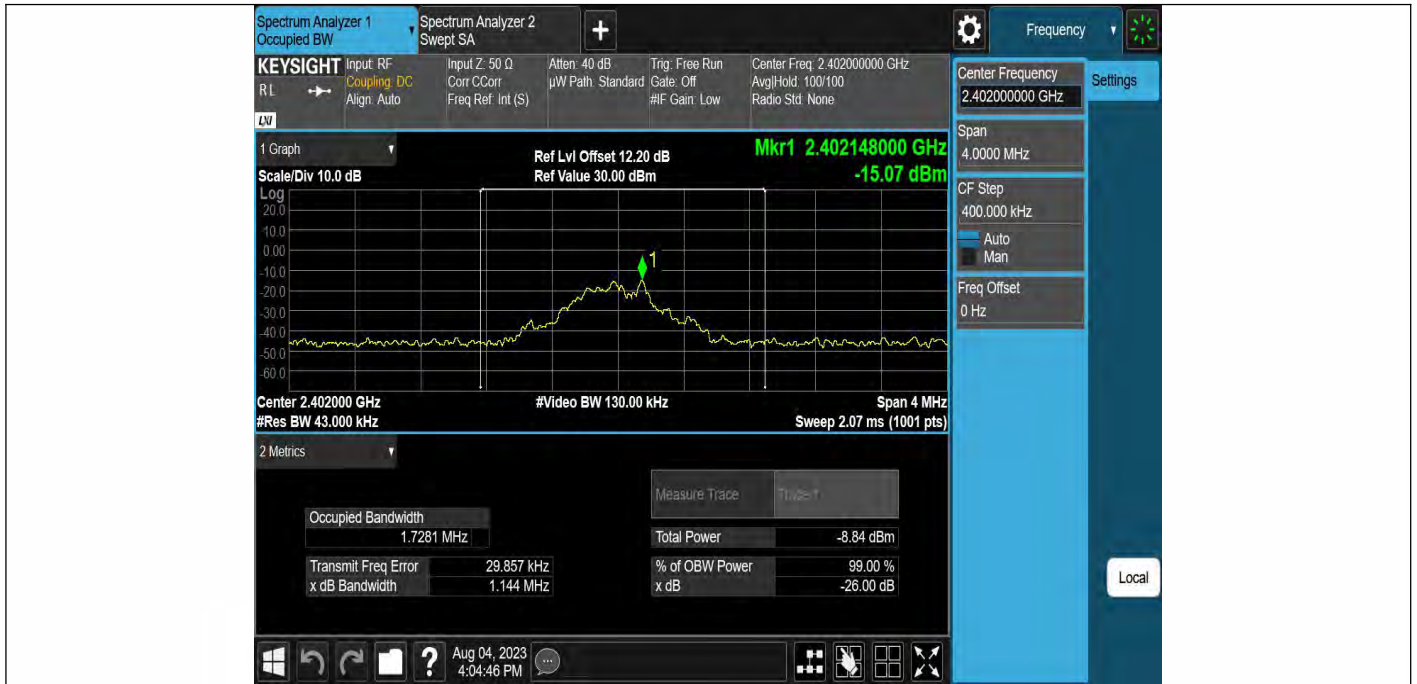 Spectrum Analyzer 1
Occupied BW
Spectrum Analyzer 2
Swept SA
Frequency
KEYSIGHT
RL
LXI
Input: RF
Coupling: DC
Align: Auto
Input Z: 50 Ω
Corr CCorr
Freq Ref: Int (S)
Atten: 40 dB
µW Path: Standard
Trig: Free Run
Gate: Off
#IF Gain: Low
Center Freq: 2.402000000 GHz
Avg|Hold: 100/100
Radio Std: None
Center Frequency
2.402000000 GHz
Settings
Span
4.0000 MHz
CF Step
400.000 kHz
Auto
Man
Freq Offset
0 Hz
Local
1 Graph
Scale/Div 10.0 dB
Ref Lvl Offset 12.20 dB
Ref Value 30.00 dBm
Mkr1 2.402148000 GHz
-15.07 dBm
Log
20.0
10.0
0.00
-10.0
-20.0
-30.0
-40.0
-50.0
-60.0
1
Center 2.402000 GHz
#Res BW 43.000 kHz
#Video BW 130.00 kHz
Span 4 MHz
Sweep 2.07 ms (1001 pts)
2 Metrics
Measure Trace
Occupied Bandwidth
1.7281 MHz
Total Power -8.84 dBm
Transmit Freq Error 29.857 kHz
% of OBW Power 99.00 %
x dB Bandwidth 1.144 MHz
x dB -26.00 dB
?
Aug 04, 2023
4:04:46 PM